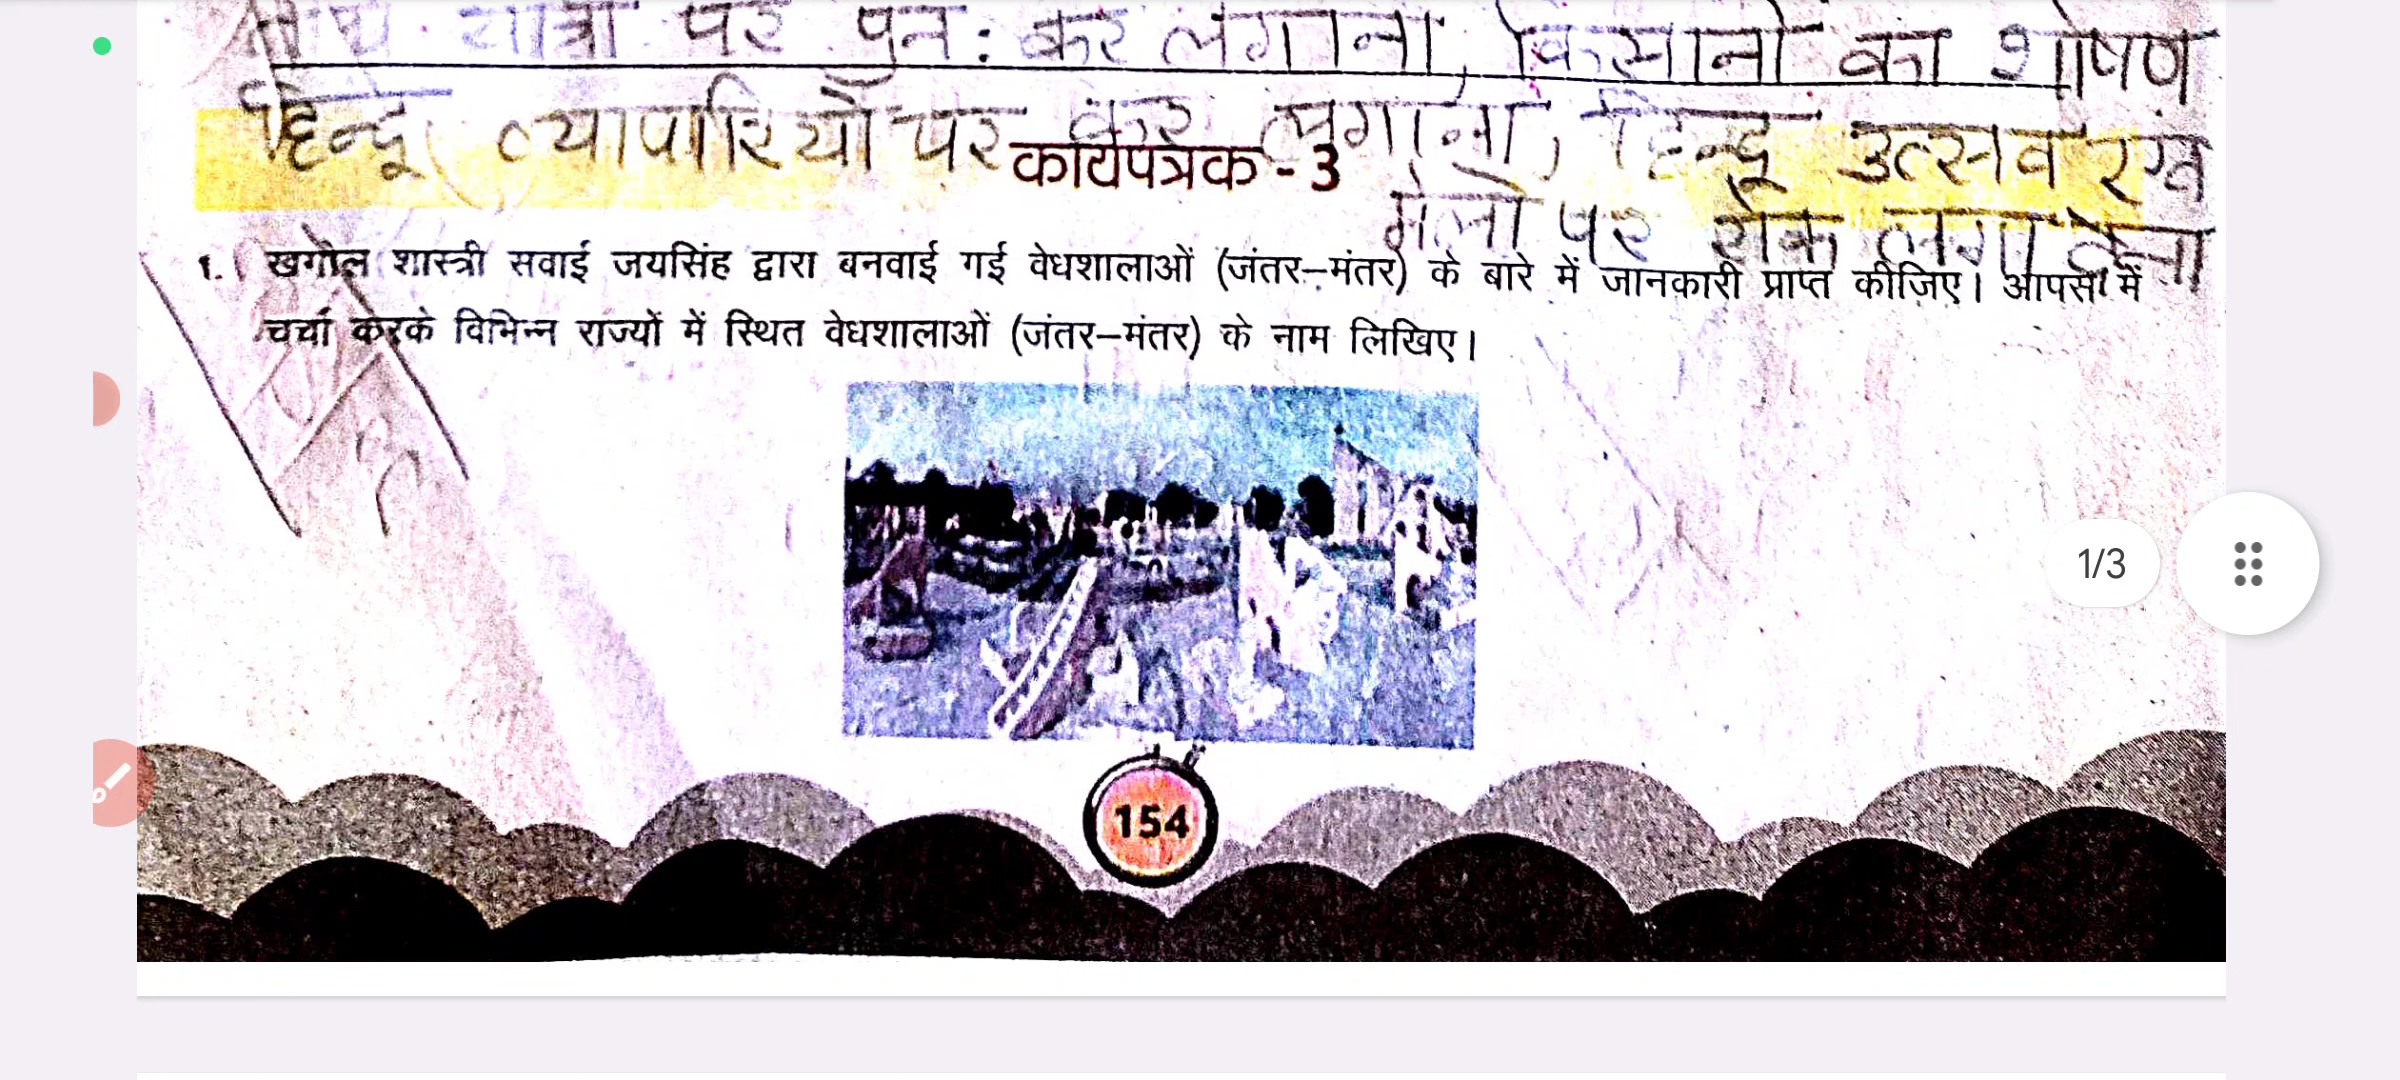 यात्रा पर पुनः कर लगाना, किसानों का शोषण
हिन्दू व्यापारियों पर कर लगाना, हिन्दू उत्सव एवं
कार्यपत्रक - 3
मेलों पर रोक लगा देना
1. खगोल शास्त्री सवाई जयसिंह द्वारा बनवाई गई वेधशालाओं (जंतर–मंतर) के बारे में जानकारी प्राप्त कीजिए। आपस में
चर्चा करके विभिन्न राज्यों में स्थित वेधशालाओं (जंतर–मंतर) के नाम लिखिए।
1/3
154